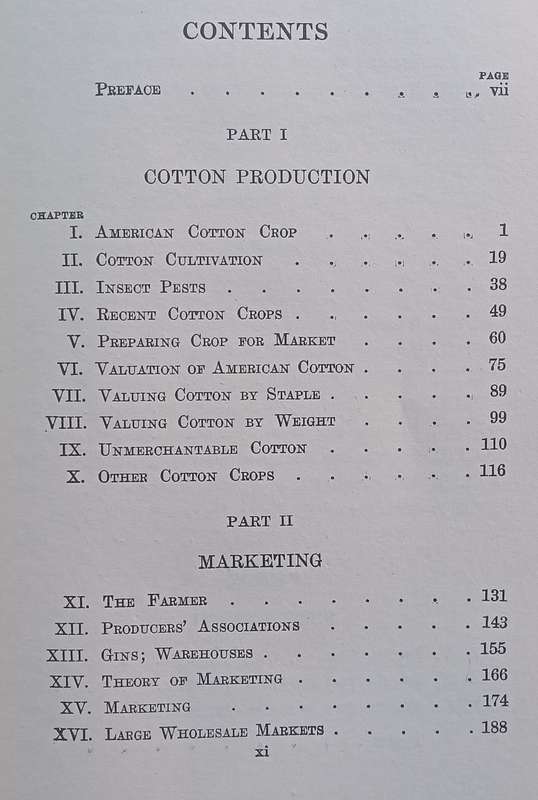 CONTENTS
PAGE
PREFACE . . . . . . . . . vii
PART I
COTTON PRODUCTION
CHAPTER
I. AMERICAN COTTON CROP . . . . . 1
II. COTTON CULTIVATION . . . . . . 19
III. INSECT PESTS . . . . . . . . 38
IV. RECENT COTTON CROPS . . . . . . 49
V. PREPARING CROP FOR MARKET . . . . 60
VI. VALUATION OF AMERICAN COTTON . . . . 75
VII. VALUING COTTON BY STAPLE . . . . . 89
VIII. VALUING COTTON BY WEIGHT . . . . 99
IX. UNMERCHANTABLE COTTON . . . . . 110
X. OTHER COTTON CROPS . . . . . . 116
PART II
MARKETING
XI. THE FARMER . . . . . . . . 131
XII. PRODUCERS' ASSOCIATIONS . . . . . 143
XIII. GINS; WAREHOUSES . . . . . . . 155
XIV. THEORY OF MARKETING . . . . . . 166
XV. MARKETING . . . . . . . . 174
XVI. LARGE WHOLESALE MARKETS . . . . . 188
xi